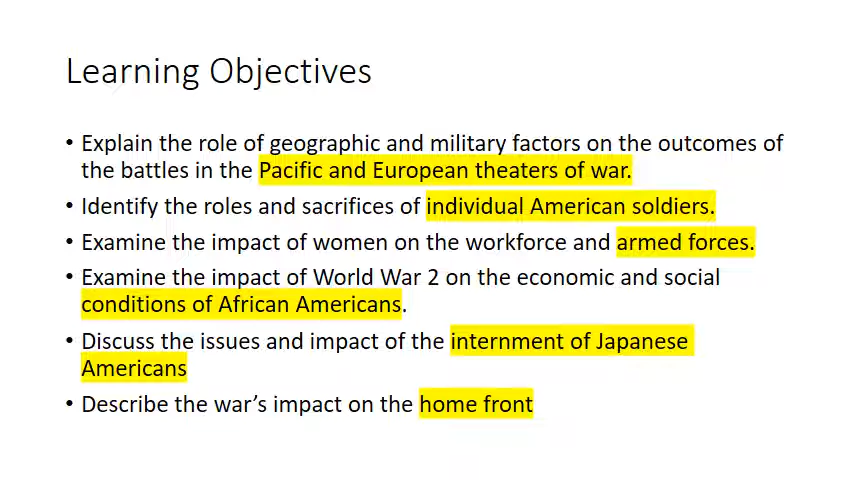 Learning Objectives
• Explain the role of geographic and military factors on the outcomes of
the battles in the Pacific and European theaters of war.
• Identify the roles and sacrifices of individual American soldiers.
• Examine the impact of women on the workforce and armed forces.
• Examine the impact of World War 2 on the economic and social
conditions of African Americans.
• Discuss the issues and impact of the internment of Japanese
Americans
• Describe the war's impact on the home front